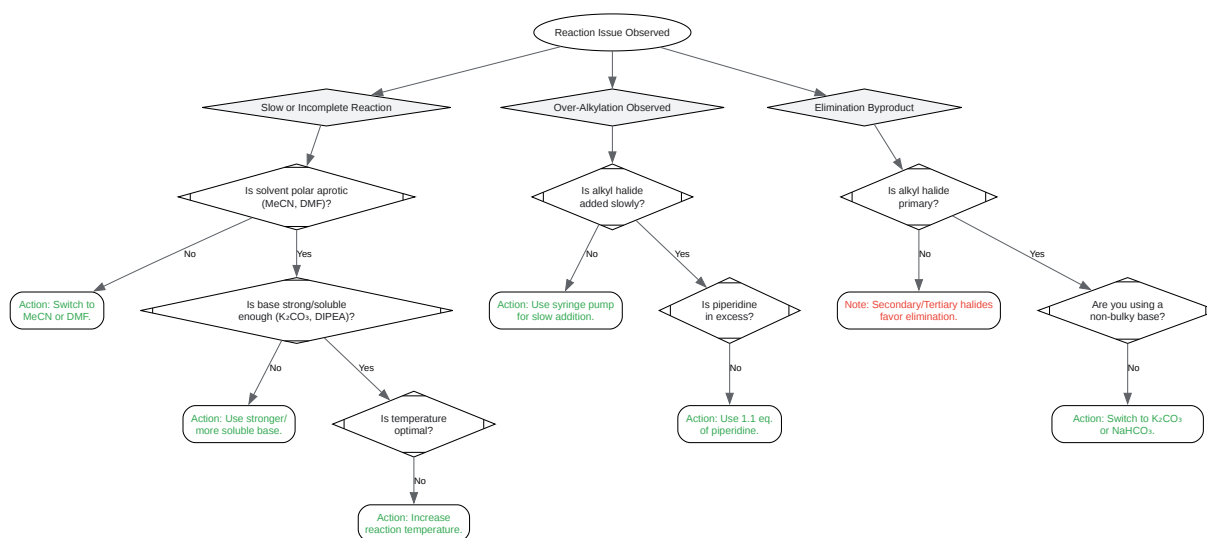 Reaction Issue Observed
Slow or Incomplete Reaction
Over-Alkylation Observed
Elimination Byproduct
Is solvent polar aprotic
(MeCN, DMF)?
Is alkyl halide
added slowly?
Is alkyl halide
primary?
No
Yes
No
Yes
No
Yes
Action: Switch to
MeCN or DMF.
Is base strong/soluble
enough (K₂CO₃, DIPEA)?
Action: Use syringe pump
for slow addition.
Is piperidine
in excess?
Note: Secondary/Tertiary halides
favor elimination.
Are you using a
non-bulky base?
No
Yes
No
No
Action: Use stronger/
more soluble base.
Is temperature
optimal?
Action: Use 1.1 eq.
of piperidine.
Action: Switch to K₂CO₃
or NaHCO₃.
No
Action: Increase
reaction temperature.